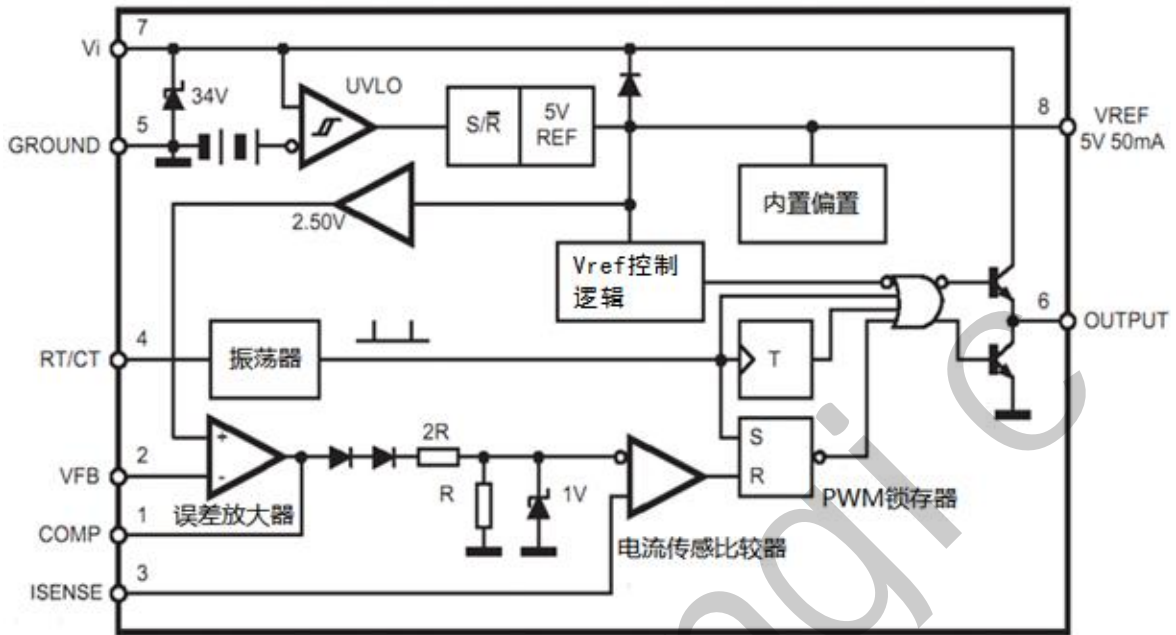 7
Vi
34V
UVLO
S/R̅
5V
REF
8
VREF
5V 50mA
5
GROUND
2.50V
内置偏置
Vref控制
逻辑
6
OUTPUT
4
RT/CT
振荡器
T
2R
S
R
+
-
2
VFB
R
1V
PWM锁存器
误差放大器
1
COMP
电流传感比较器
3
ISENSE